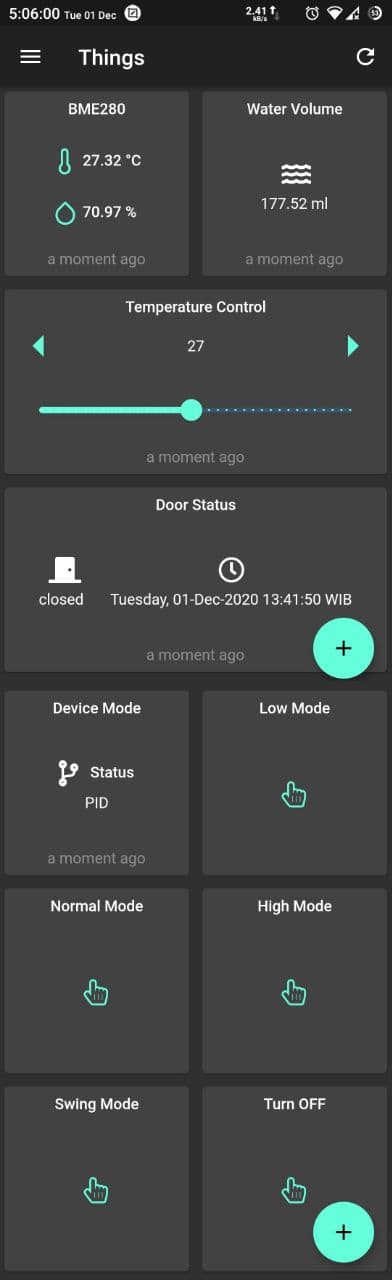 5:06:00 Tue 01 Dec 2.41 kB/s 53
Things
BME280
27.32 °C
70.97 %
a moment ago
Water Volume
177.52 ml
a moment ago
Temperature Control
27
a moment ago
Door Status
closed
Tuesday, 01-Dec-2020 13:41:50 WIB
a moment ago
Device Mode
Status
PID
a moment ago
Low Mode
Normal Mode
High Mode
Swing Mode
Turn OFF